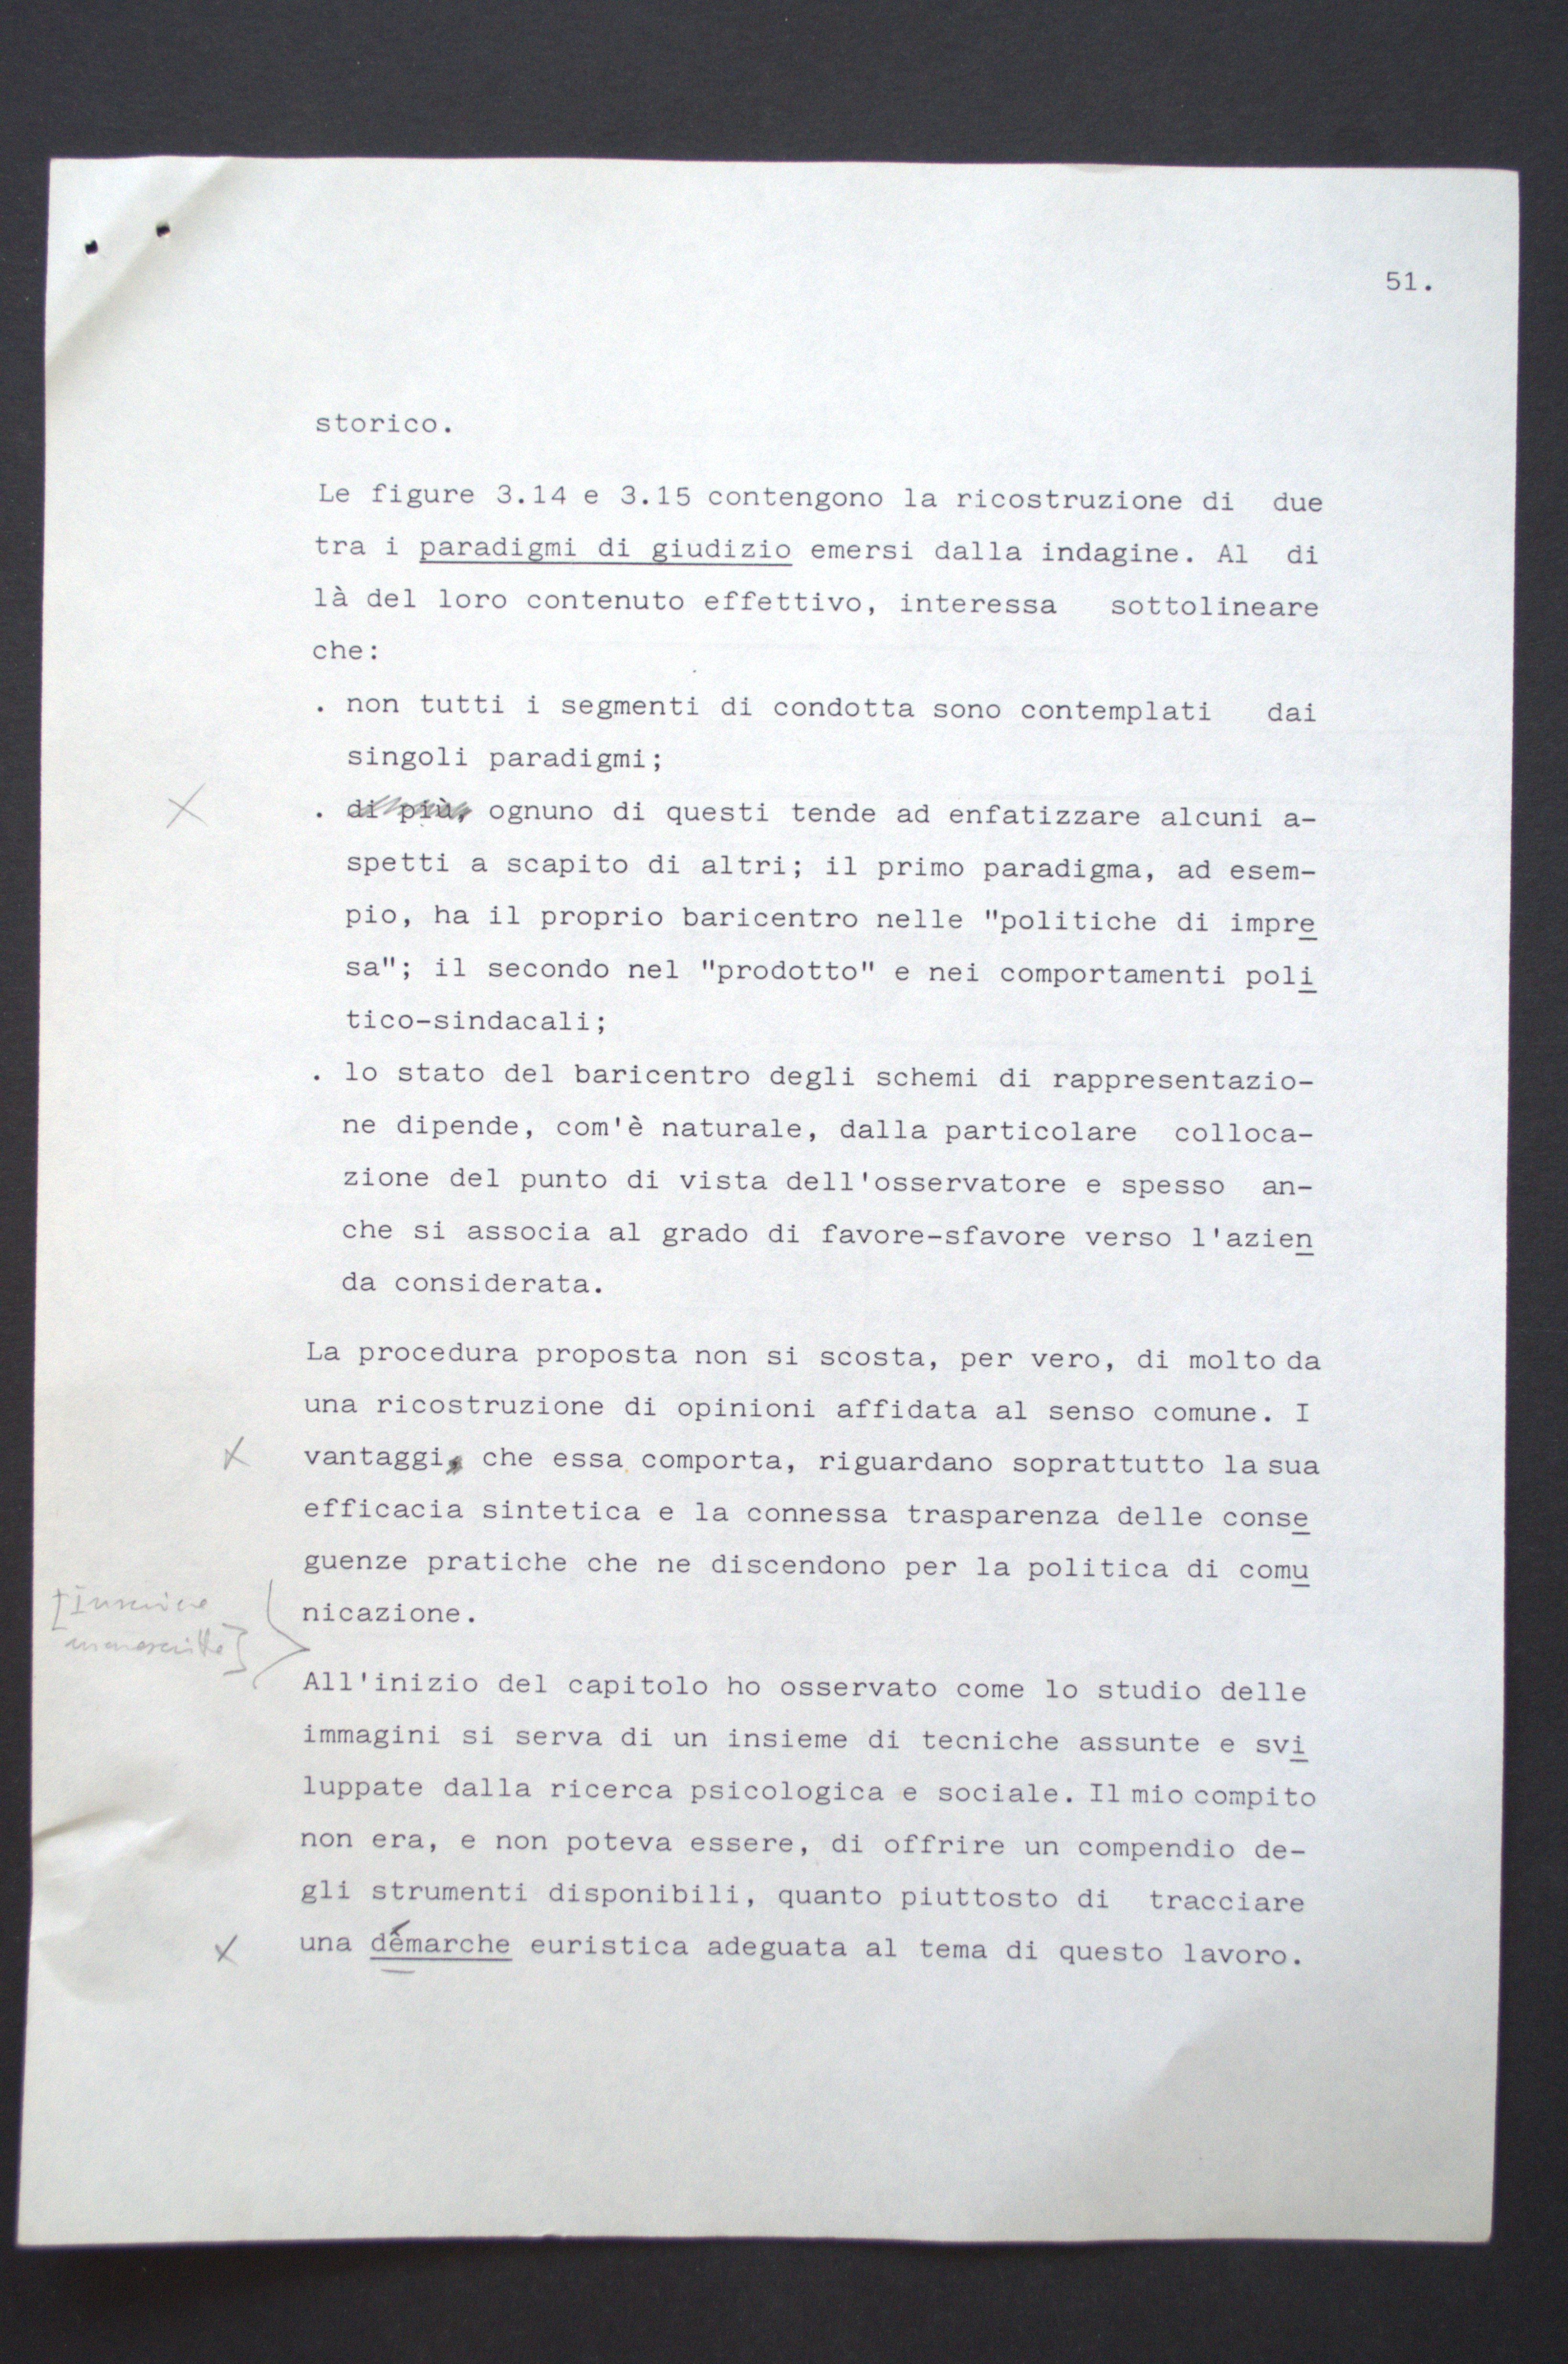 51.
storico.
Le figure 3.14 e 3.15 contengono la ricostruzione di due
tra i paradigmi di giudizio emersi dalla indagine. Al di
là del loro contenuto effettivo, interessa sottolineare
che:
. non tutti i segmenti di condotta sono contemplati dai
singoli paradigmi;
. di più, ognuno di questi tende ad enfatizzare alcuni a-
spetti a scapito di altri; il primo paradigma, ad esem-
pio, ha il proprio baricentro nelle "politiche di impre
sa"; il secondo nel "prodotto" e nei comportamenti poli
tico-sindacali;
. lo stato del baricentro degli schemi di rappresentazio-
ne dipende, com'è naturale, dalla particolare colloca-
zione del punto di vista dell'osservatore e spesso an-
che si associa al grado di favore-sfavore verso l'azien
da considerata.
La procedura proposta non si scosta, per vero, di molto da
una ricostruzione di opinioni affidata al senso comune. I
vantaggi, che essa comporta, riguardano soprattutto la sua
efficacia sintetica e la connessa trasparenza delle conse
guenze pratiche che ne discendono per la politica di comu
nicazione.
[Inserire
manoscritto]
All'inizio del capitolo ho osservato come lo studio delle
immagini si serva di un insieme di tecniche assunte e svi
luppate dalla ricerca psicologica e sociale. Il mio compito
non era, e non poteva essere, di offrire un compendio de-
gli strumenti disponibili, quanto piuttosto di tracciare
una démarche euristica adeguata al tema di questo lavoro.